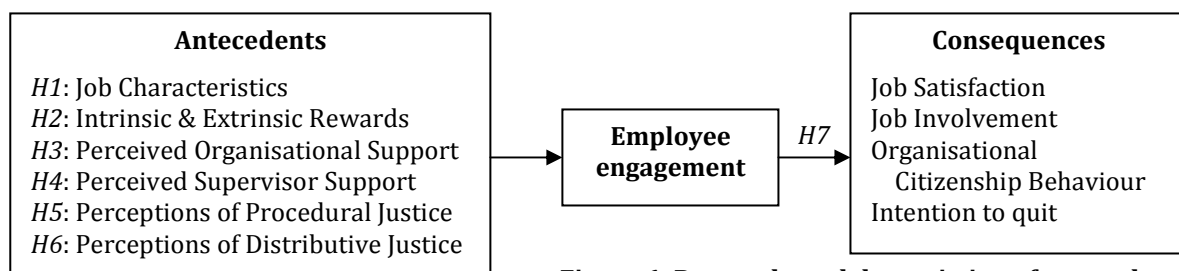 Antecedents
H1: Job Characteristics
H2: Intrinsic & Extrinsic Rewards
H3: Perceived Organisational Support
H4: Perceived Supervisor Support
H5: Perceptions of Procedural Justice
H6: Perceptions of Distributive Justice
Employee
engagement
H7
Consequences
Job Satisfaction
Job Involvement
Organisational
Citizenship Behaviour
Intention to quit